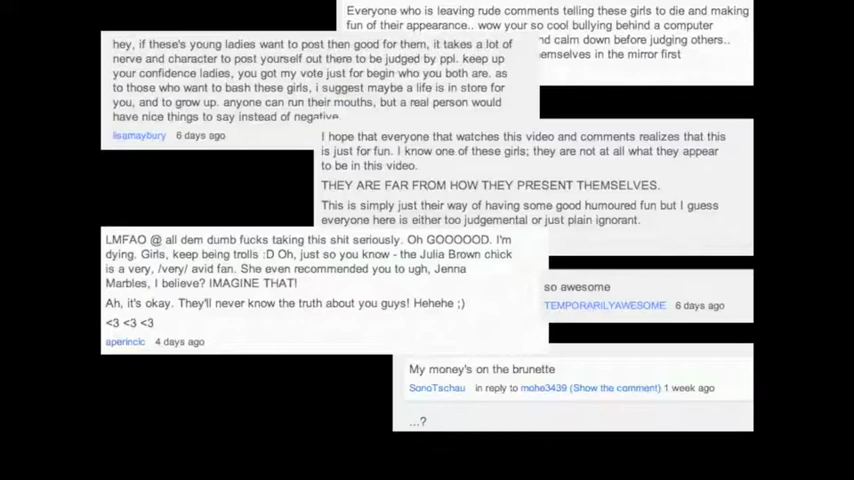 Everyone who is leaving rude comments telling these girls to die and making
fun of their appearance.. wow your so cool bullying behind a computer
nd calm down before judging others..
emselves in the mirror first
hey, if these's young ladies want to post then good for them, it takes a lot of
nerve and character to post yourself out there to be judged by ppl. keep up
your confidence ladies, you got my vote just for begin who you both are. as
to those who want to bash these girls, i suggest maybe a life is in store for
you, and to grow up. anyone can run their mouths, but a real person would
have nice things to say instead of negative.
lisamaybury 6 days ago
I hope that everyone that watches this video and comments realizes that this
is just for fun. I know one of these girls; they are not at all what they appear
to be in this video.
THEY ARE FAR FROM HOW THEY PRESENT THEMSELVES.
This is simply just their way of having some good humoured fun but I guess
everyone here is either too judgemental or just plain ignorant.
LMFAO @ all dem dumb fucks taking this shit seriously. Oh GOOOOD. I'm
dying. Girls, keep being trolls :D Oh, just so you know - the Julia Brown chick
is a very, /very/ avid fan. She even recommended you to ugh, Jenna
Marbles, I believe? IMAGINE THAT!
Ah, it's okay. They'll never know the truth about you guys! Hehehe ;)
<3 <3 <3
aperincic 4 days ago
so awesome
TEMPORARILYAWESOME 6 days ago
My money's on the brunette
SonoTschau in reply to mohe3439 (Show the comment) 1 week ago
...?